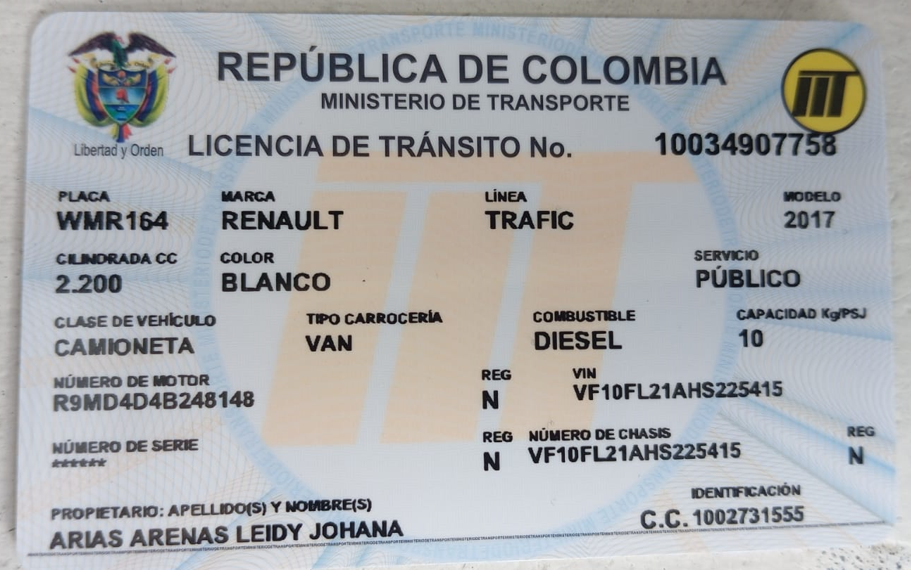 REPÚBLICA DE COLOMBIA
MINISTERIO DE TRANSPORTE
Libertad y Orden
LICENCIA DE TRÁNSITO No. 10034907758
PLACA MARCA LÍNEA MODELO
WMR164 RENAULT TRAFIC 2017
CILINDRADA CC COLOR SERVICIO
2.200 BLANCO PÚBLICO
CLASE DE VEHÍCULO TIPO CARROCERÍA COMBUSTIBLE CAPACIDAD Kg/PSJ
CAMIONETA VAN DIESEL 10
NÚMERO DE MOTOR REG VIN
R9MD4D4B248148 N VF10FL21AHS225415
NÚMERO DE SERIE REG NÚMERO DE CHASIS REG
****** N VF10FL21AHS225415 N
PROPIETARIO: APELLIDO(S) Y NOMBRE(S) IDENTIFICACIÓN
ARIAS ARENAS LEIDY JOHANA C.C. 1002731555